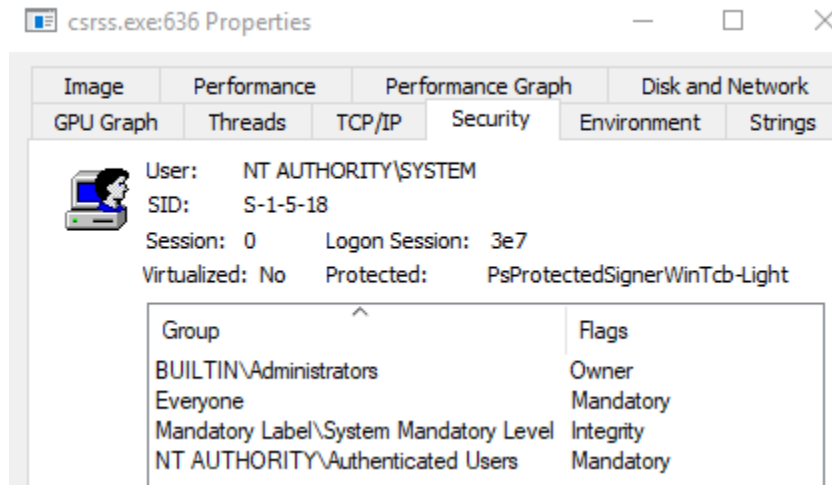 csrss.exe:636 Properties
Image Performance Performance Graph Disk and Network
GPU Graph Threads TCP/IP Security Environment Strings
User: NT AUTHORITY\SYSTEM
SID: S-1-5-18
Session: 0 Logon Session: 3e7
Virtualized: No Protected: PsProtectedSignerWinTcb-Light
Group Flags
BUILTIN\Administrators Owner
Everyone Mandatory
Mandatory Label\System Mandatory Level Integrity
NT AUTHORITY\Authenticated Users Mandatory